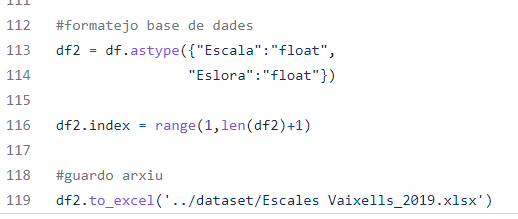 112 #formatejo base de dades
113 df2 = df.astype({"Escala":"float",
114 "Eslora":"float"})
115
116 df2.index = range(1,len(df2)+1)
117
118 #guardo arxiu
119 df2.to_excel('../dataset/Escales Vaixells_2019.xlsx')